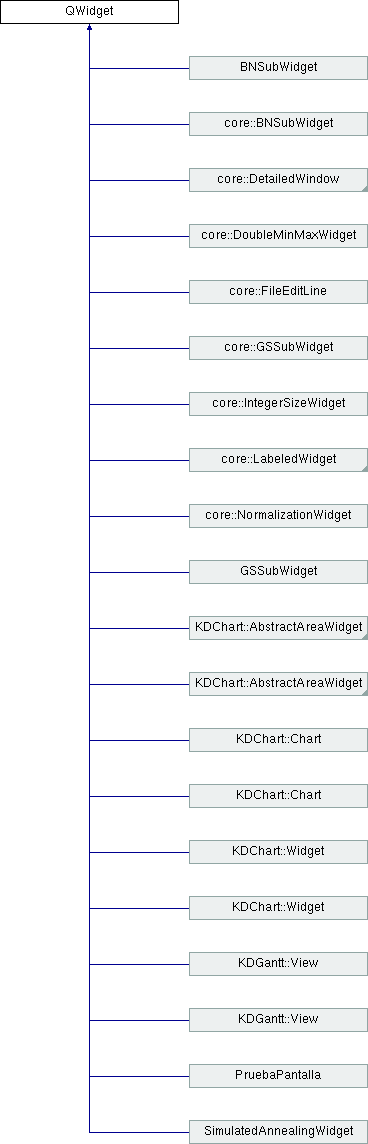 QWidget
BNSubWidget
core::BNSubWidget
core::DetailedWindow
core::DoubleMinMaxWidget
core::FileEditLine
core::GSSubWidget
core::IntegerSizeWidget
core::LabeledWidget
core::NormalizationWidget
GSSubWidget
KDChart::AbstractAreaWidget
KDChart::AbstractAreaWidget
KDChart::Chart
KDChart::Chart
KDChart::Widget
KDChart::Widget
KDGantt::View
KDGantt::View
PruebaPantalla
SimulatedAnnealingWidget